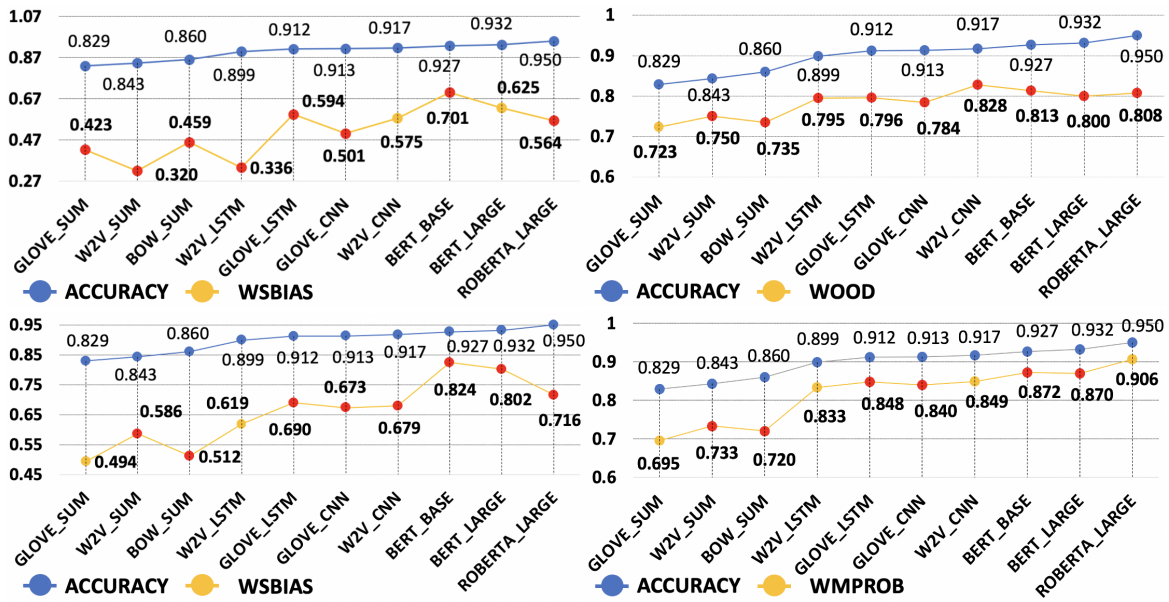 1.07
0.87
0.67
0.47
0.27
0.829
0.843
0.860
0.899
0.912
0.913
0.917
0.927
0.932
0.950
0.423
0.320
0.459
0.336
0.594
0.501
0.575
0.701
0.625
0.564
GLOVE_SUM
W2V_SUM
BOW_SUM
W2V_LSTM
GLOVE_LSTM
GLOVE_CNN
W2V_CNN
BERT_BASE
BERT_LARGE
ROBERTA_LARGE
ACCURACY WSBIAS
1
0.9
0.8
0.7
0.6
0.829
0.843
0.860
0.899
0.912
0.913
0.917
0.927
0.932
0.950
0.723
0.750
0.735
0.795
0.796
0.784
0.828
0.813
0.800
0.808
GLOVE_SUM
W2V_SUM
BOW_SUM
W2V_LSTM
GLOVE_LSTM
GLOVE_CNN
W2V_CNN
BERT_BASE
BERT_LARGE
ROBERTA_LARGE
ACCURACY WOOD
0.95
0.85
0.75
0.65
0.55
0.45
0.829
0.843
0.860
0.899
0.912
0.913
0.917
0.927
0.932
0.950
0.494
0.586
0.512
0.619
0.690
0.673
0.679
0.824
0.802
0.716
GLOVE_SUM
W2V_SUM
BOW_SUM
W2V_LSTM
GLOVE_LSTM
GLOVE_CNN
W2V_CNN
BERT_BASE
BERT_LARGE
ROBERTA_LARGE
ACCURACY WSBIAS
1
0.9
0.8
0.7
0.6
0.829
0.843
0.860
0.899
0.912
0.913
0.917
0.927
0.932
0.950
0.695
0.733
0.720
0.833
0.848
0.840
0.849
0.872
0.870
0.906
GLOVE_SUM
W2V_SUM
BOW_SUM
W2V_LSTM
GLOVE_LSTM
GLOVE_CNN
W2V_CNN
BERT_BASE
BERT_LARGE
ROBERTA_LARGE
ACCURACY WMPROB